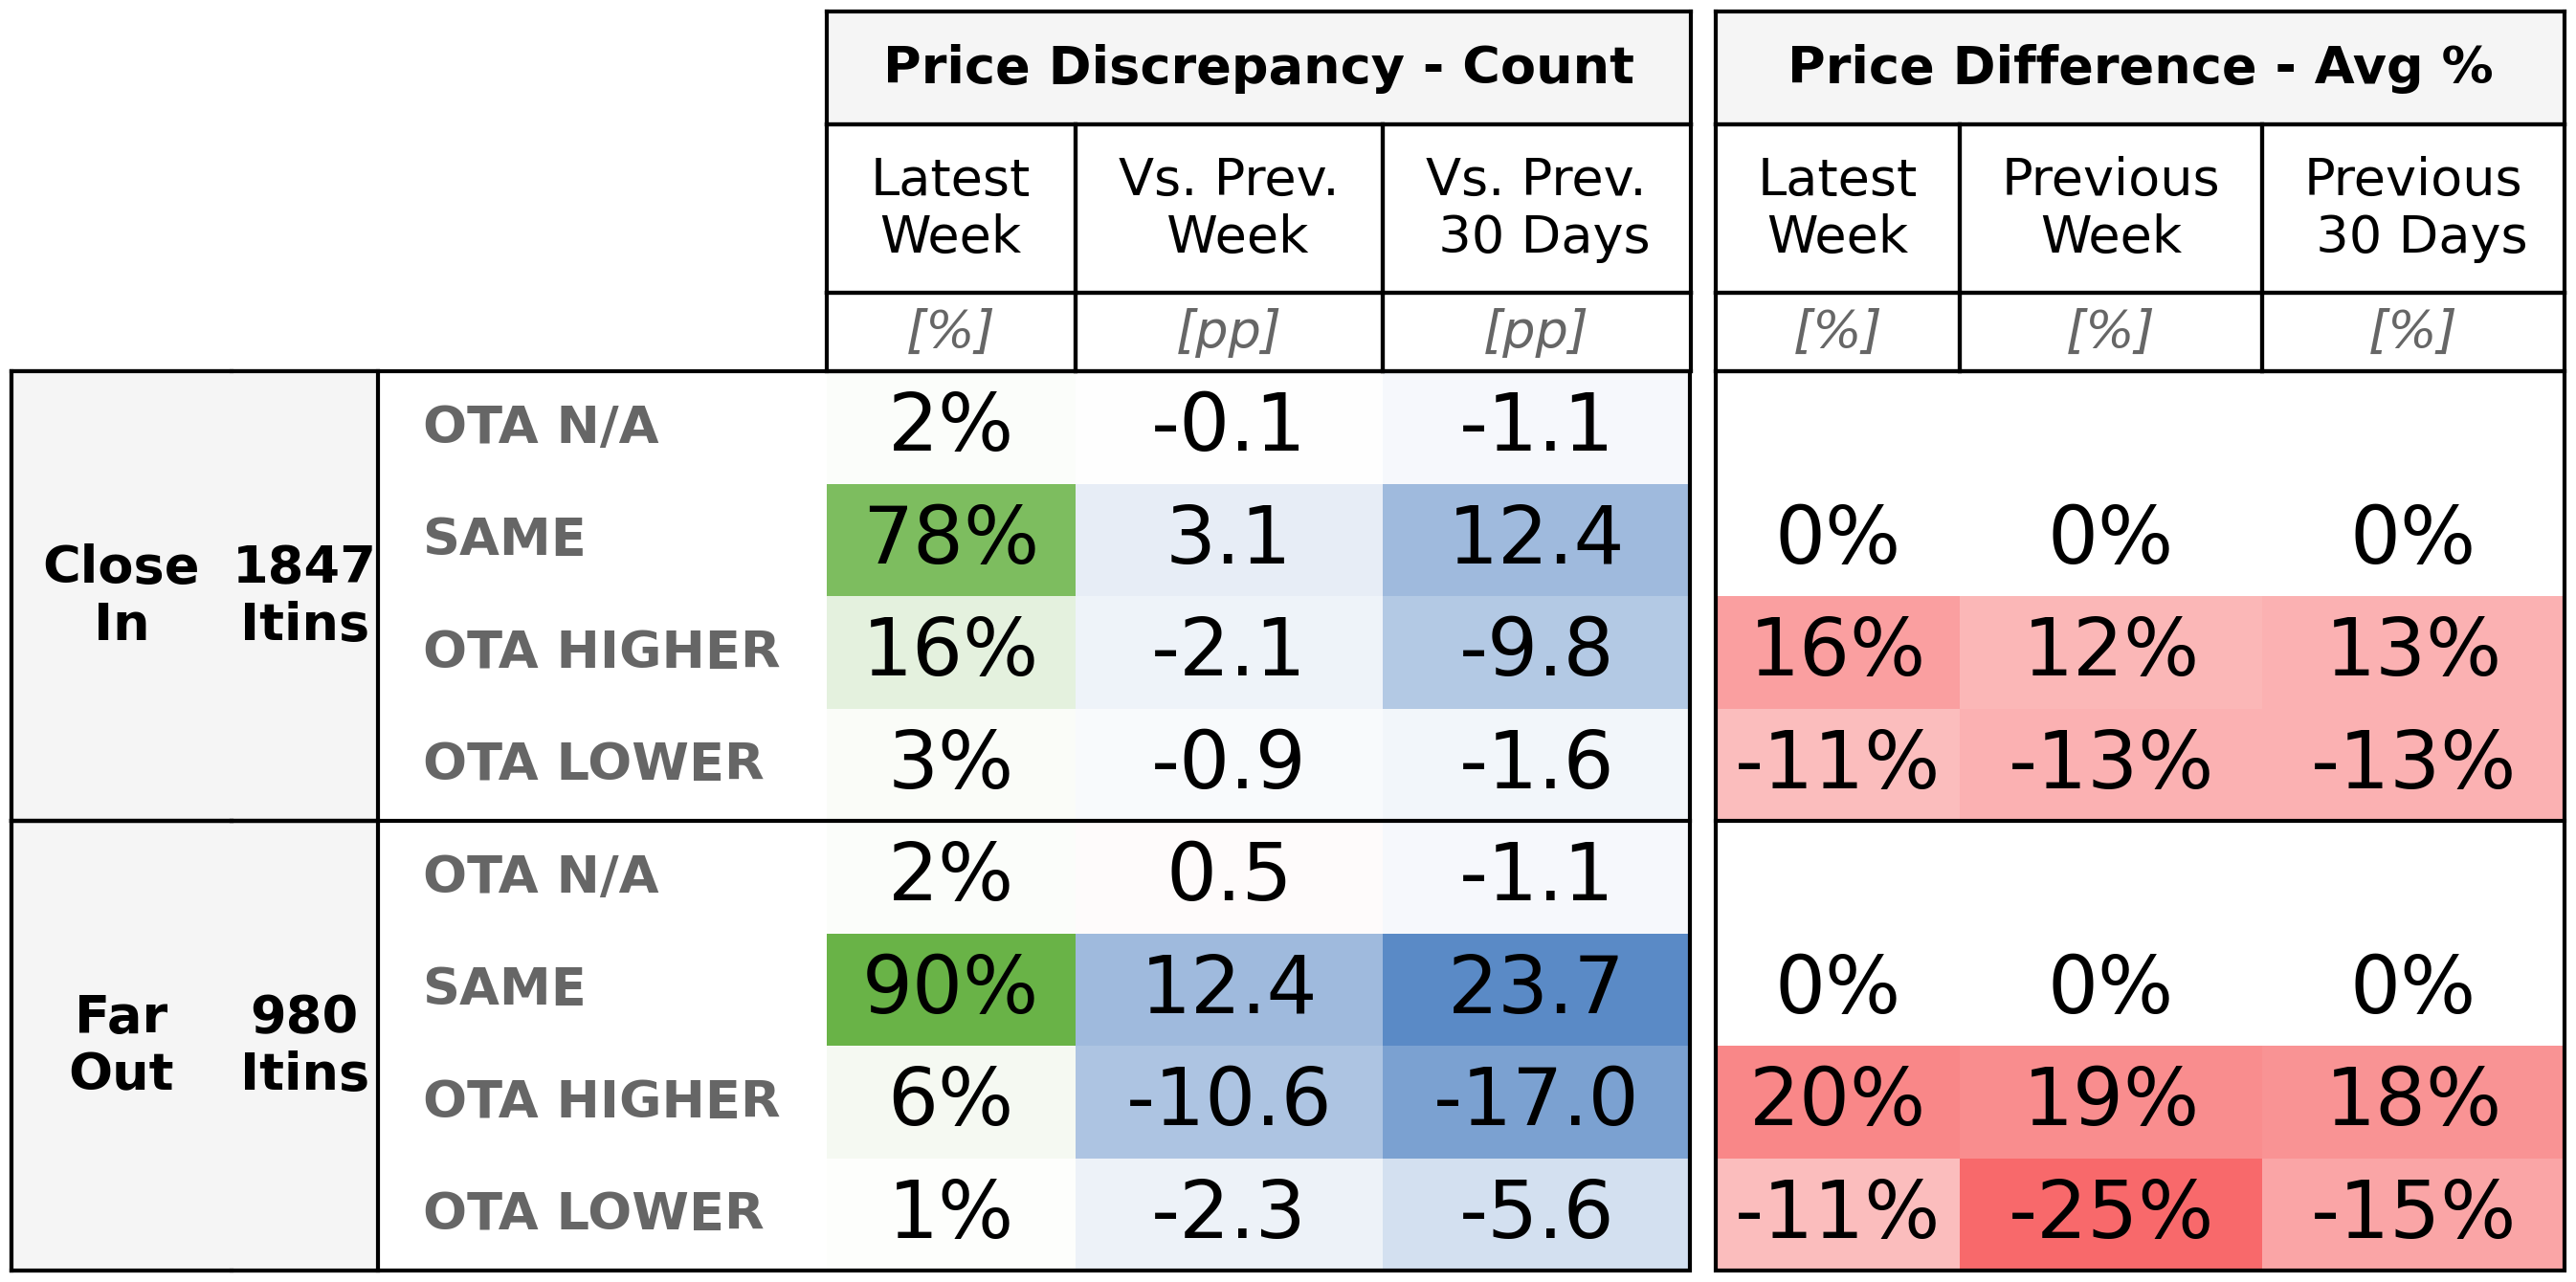 Price Discrepancy - Count Price Difference - Avg %
Latest Week Vs. Prev. Week Vs. Prev. 30 Days Latest Week Previous Week Previous 30 Days
[%] [pp] [pp] [%] [%] [%]
Close In 1847 Itins
OTA N/A 2% -0.1 -1.1
SAME 78% 3.1 12.4 0% 0% 0%
OTA HIGHER 16% -2.1 -9.8 16% 12% 13%
OTA LOWER 3% -0.9 -1.6 -11% -13% -13%
Far Out 980 Itins
OTA N/A 2% 0.5 -1.1
SAME 90% 12.4 23.7 0% 0% 0%
OTA HIGHER 6% -10.6 -17.0 20% 19% 18%
OTA LOWER 1% -2.3 -5.6 -11% -25% -15%